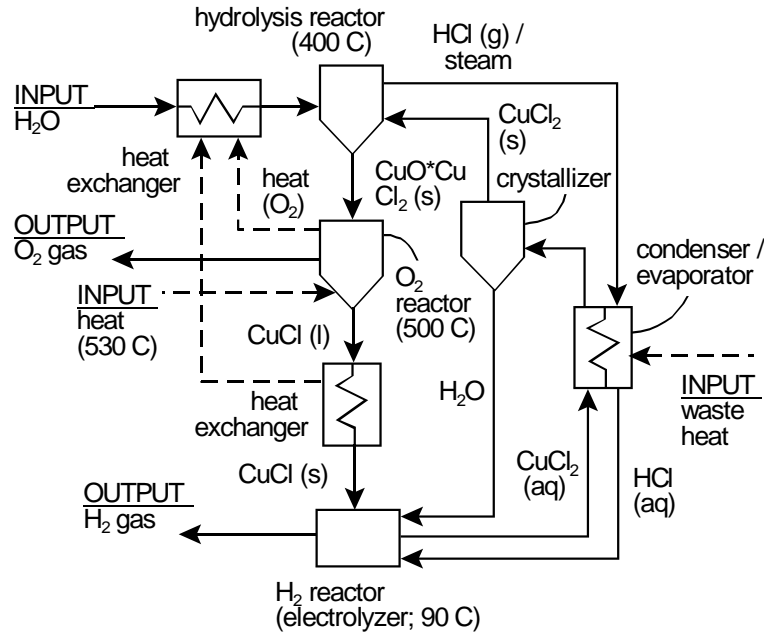 hydrolysis reactor
(400 C)
HCl (g) /
steam
INPUT
H₂O
CuCl₂
(s)
heat
exchanger
heat
(O₂)
CuO*Cu
Cl₂ (s)
crystallizer
OUTPUT
O₂ gas
condenser /
evaporator
INPUT
heat
(530 C)
O₂
reactor
(500 C)
CuCl (l)
H₂O
INPUT
waste
heat
heat
exchanger
CuCl (s)
CuCl₂
(aq)
HCl
(aq)
OUTPUT
H₂ gas
H₂ reactor
(electrolyzer; 90 C)